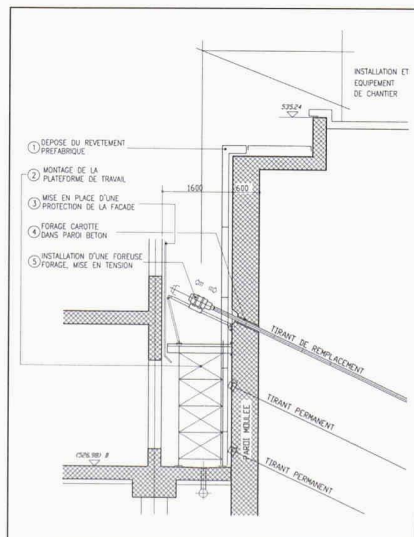 INSTALLATION ET
EQUIPEMENT
DE CHANTIER
535.24
1 DEPOSE DU REVETEMENT
PREFABRIQUE
2 MONTAGE DE LA
PLATEFORME DE TRAVAIL
3 MISE EN PLACE D'UNE
PROTECTION DE LA FACADE
4 FORAGE CAROTTE
DANS PAROI BETON
5 INSTALLATION D'UNE FOREUSE
FORAGE, MISE EN TENSION
1600
600
TIRANT DE REMPLACEMENT
TIRANT PERMANENT
PAROI MOULEE
TIRANT PERMANENT